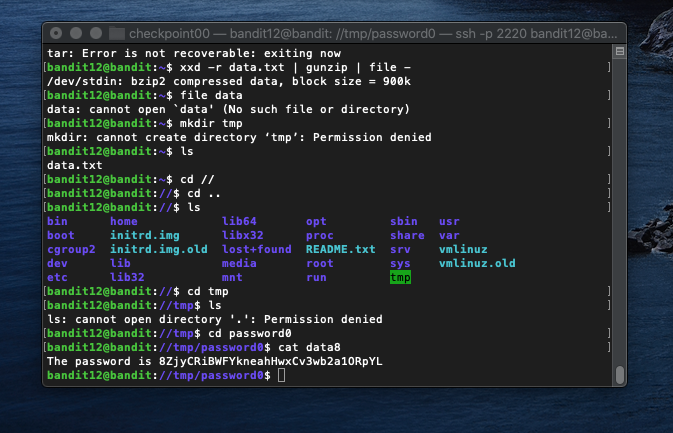 checkpoint00 — bandit12@bandit: //tmp/password0 — ssh -p 2220 bandit12@ba...
tar: Error is not recoverable: exiting now
[bandit12@bandit:~$ xxd -r data.txt | gunzip | file - ]
/dev/stdin: bzip2 compressed data, block size = 900k
[bandit12@bandit:~$ file data ]
data: cannot open `data' (No such file or directory)
[bandit12@bandit:~$ mkdir tmp ]
mkdir: cannot create directory ‘tmp’: Permission denied
[bandit12@bandit:~$ ls ]
data.txt
[bandit12@bandit:~$ cd // ]
[bandit12@bandit://$ cd .. ]
[bandit12@bandit://$ ls ]
bin home lib64 opt sbin usr
boot initrd.img libx32 proc share var
cgroup2 initrd.img.old lost+found README.txt srv vmlinuz
dev lib media root sys vmlinuz.old
etc lib32 mnt run tmp
[bandit12@bandit://$ cd tmp ]
[bandit12@bandit://tmp$ ls ]
ls: cannot open directory '.': Permission denied
[bandit12@bandit://tmp$ cd password0 ]
[bandit12@bandit://tmp/password0$ cat data8 ]
The password is 8ZjyCRiBWFYkneahHwxCv3wb2a1ORpYL
bandit12@bandit://tmp/password0$